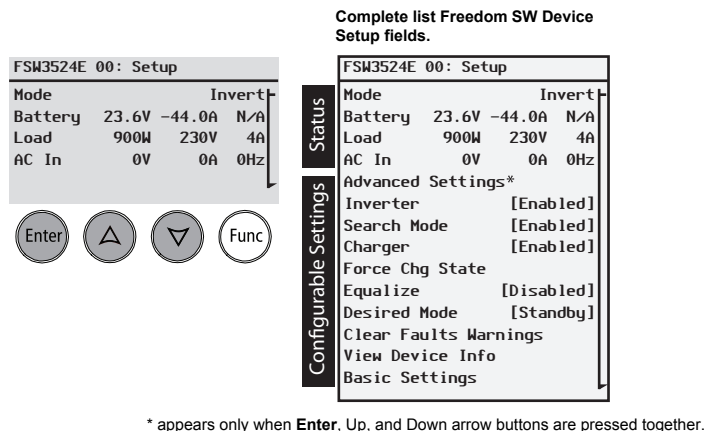 Complete list Freedom SW Device
Setup fields.
FSW3524E 00: Setup
Mode Invert
Battery 23.6V -44.0A N/A
Load 900W 230V 4A
AC In 0V 0A 0Hz
Enter
Func
Status
Configurable Settings
FSW3524E 00: Setup
Mode Invert
Battery 23.6V -44.0A N/A
Load 900W 230V 4A
AC In 0V 0A 0Hz
Advanced Settings*
Inverter [Enabled]
Search Mode [Enabled]
Charger [Enabled]
Force Chg State
Equalize [Disabled]
Desired Mode [Standby]
Clear Faults Warnings
View Device Info
Basic Settings
* appears only when Enter, Up, and Down arrow buttons are pressed together.